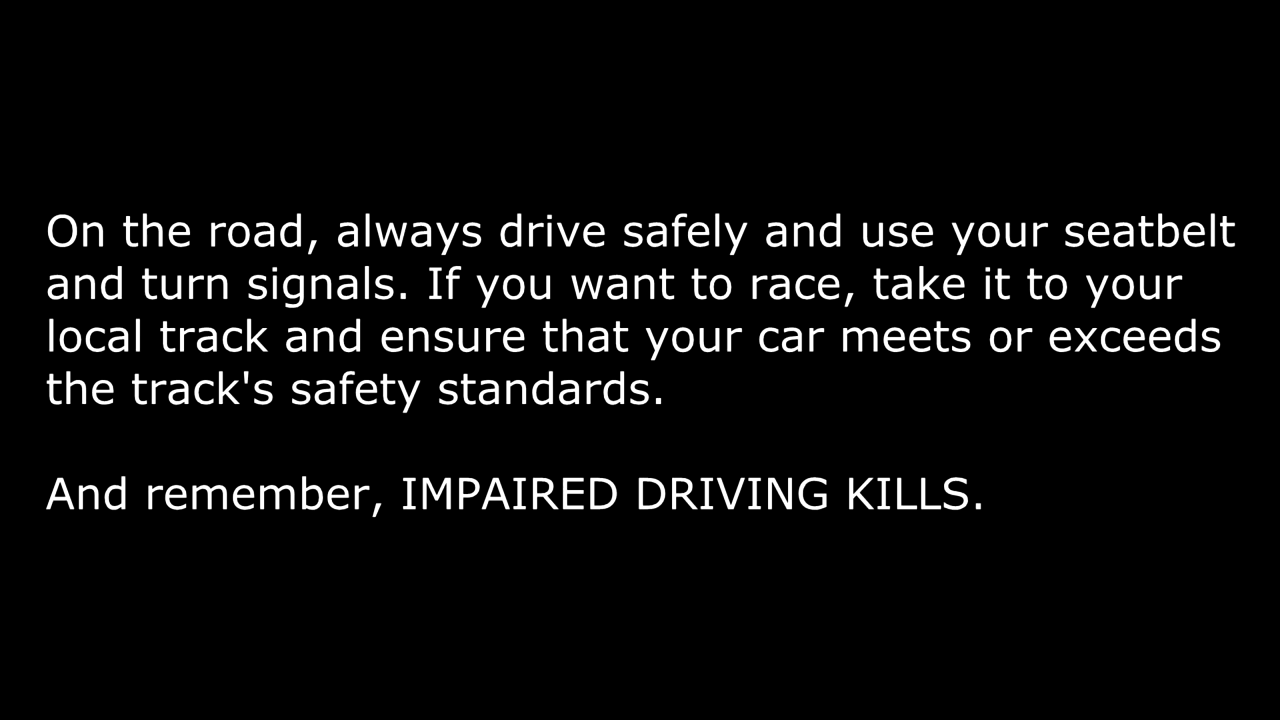 On the road, always drive safely and use your seatbelt
and turn signals. If you want to race, take it to your
local track and ensure that your car meets or exceeds
the track's safety standards.
And remember, IMPAIRED DRIVING KILLS.